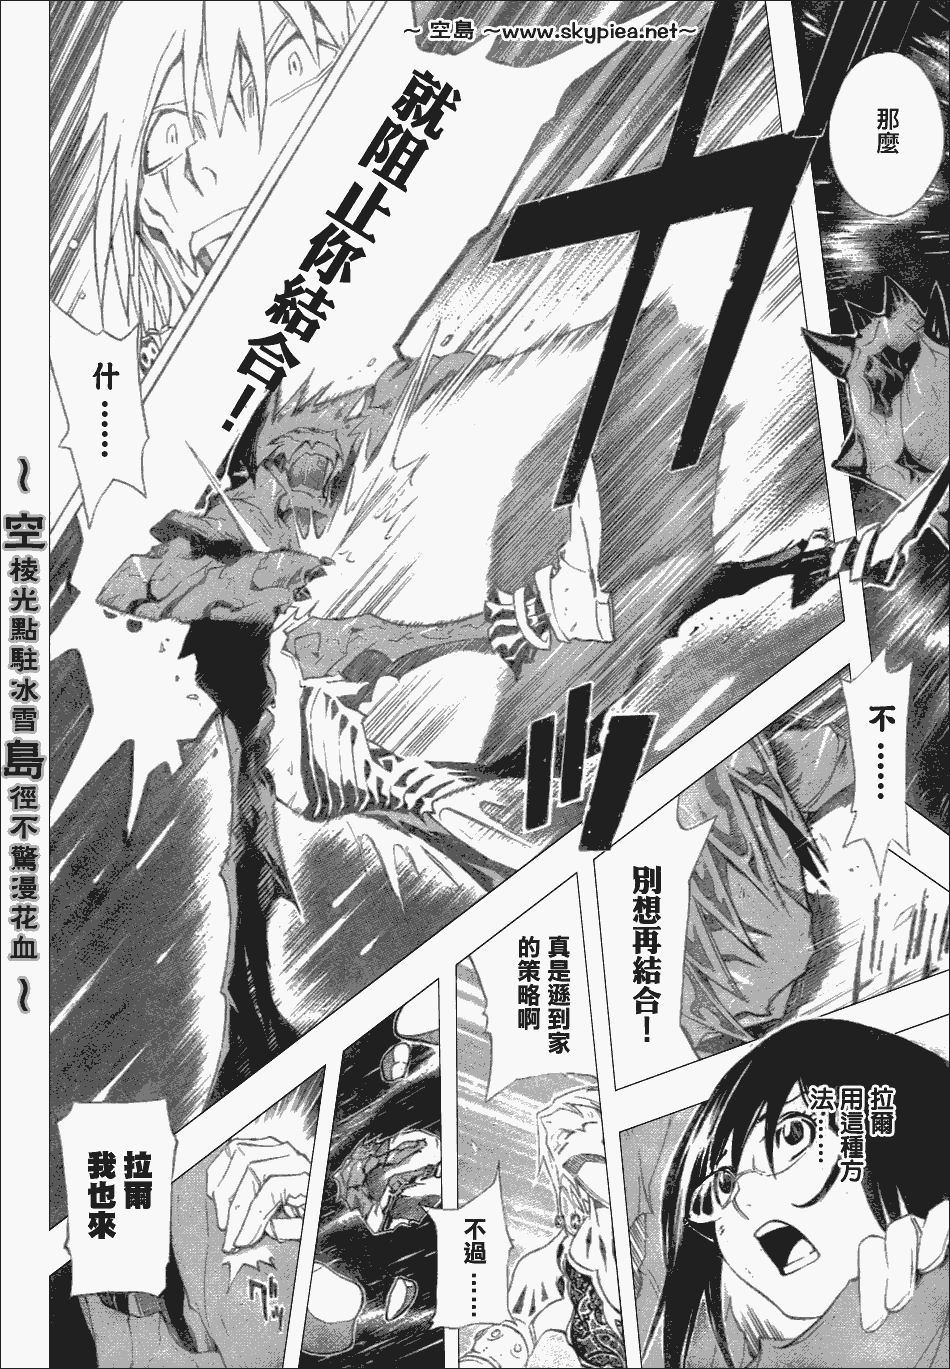 ～ 空島 ～www.skypiea.net～
那麼
就阻止你結合！
什……
不……
別想再結合！
真是遜到家
的策略啊
拉爾
用這種方
法……
不過……
拉爾
我也來
グッ
～空棱光點駐冰雪島徑不驚漫花血～